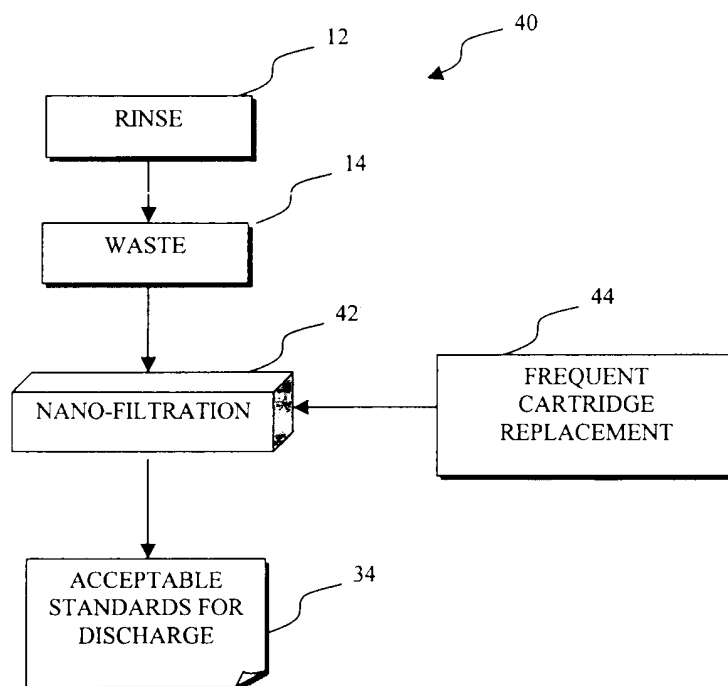 40
12
RINSE
14
WASTE
42
NANO-FILTRATION
44
FREQUENT
CARTRIDGE
REPLACEMENT
34
ACCEPTABLE
STANDARDS FOR
DISCHARGE